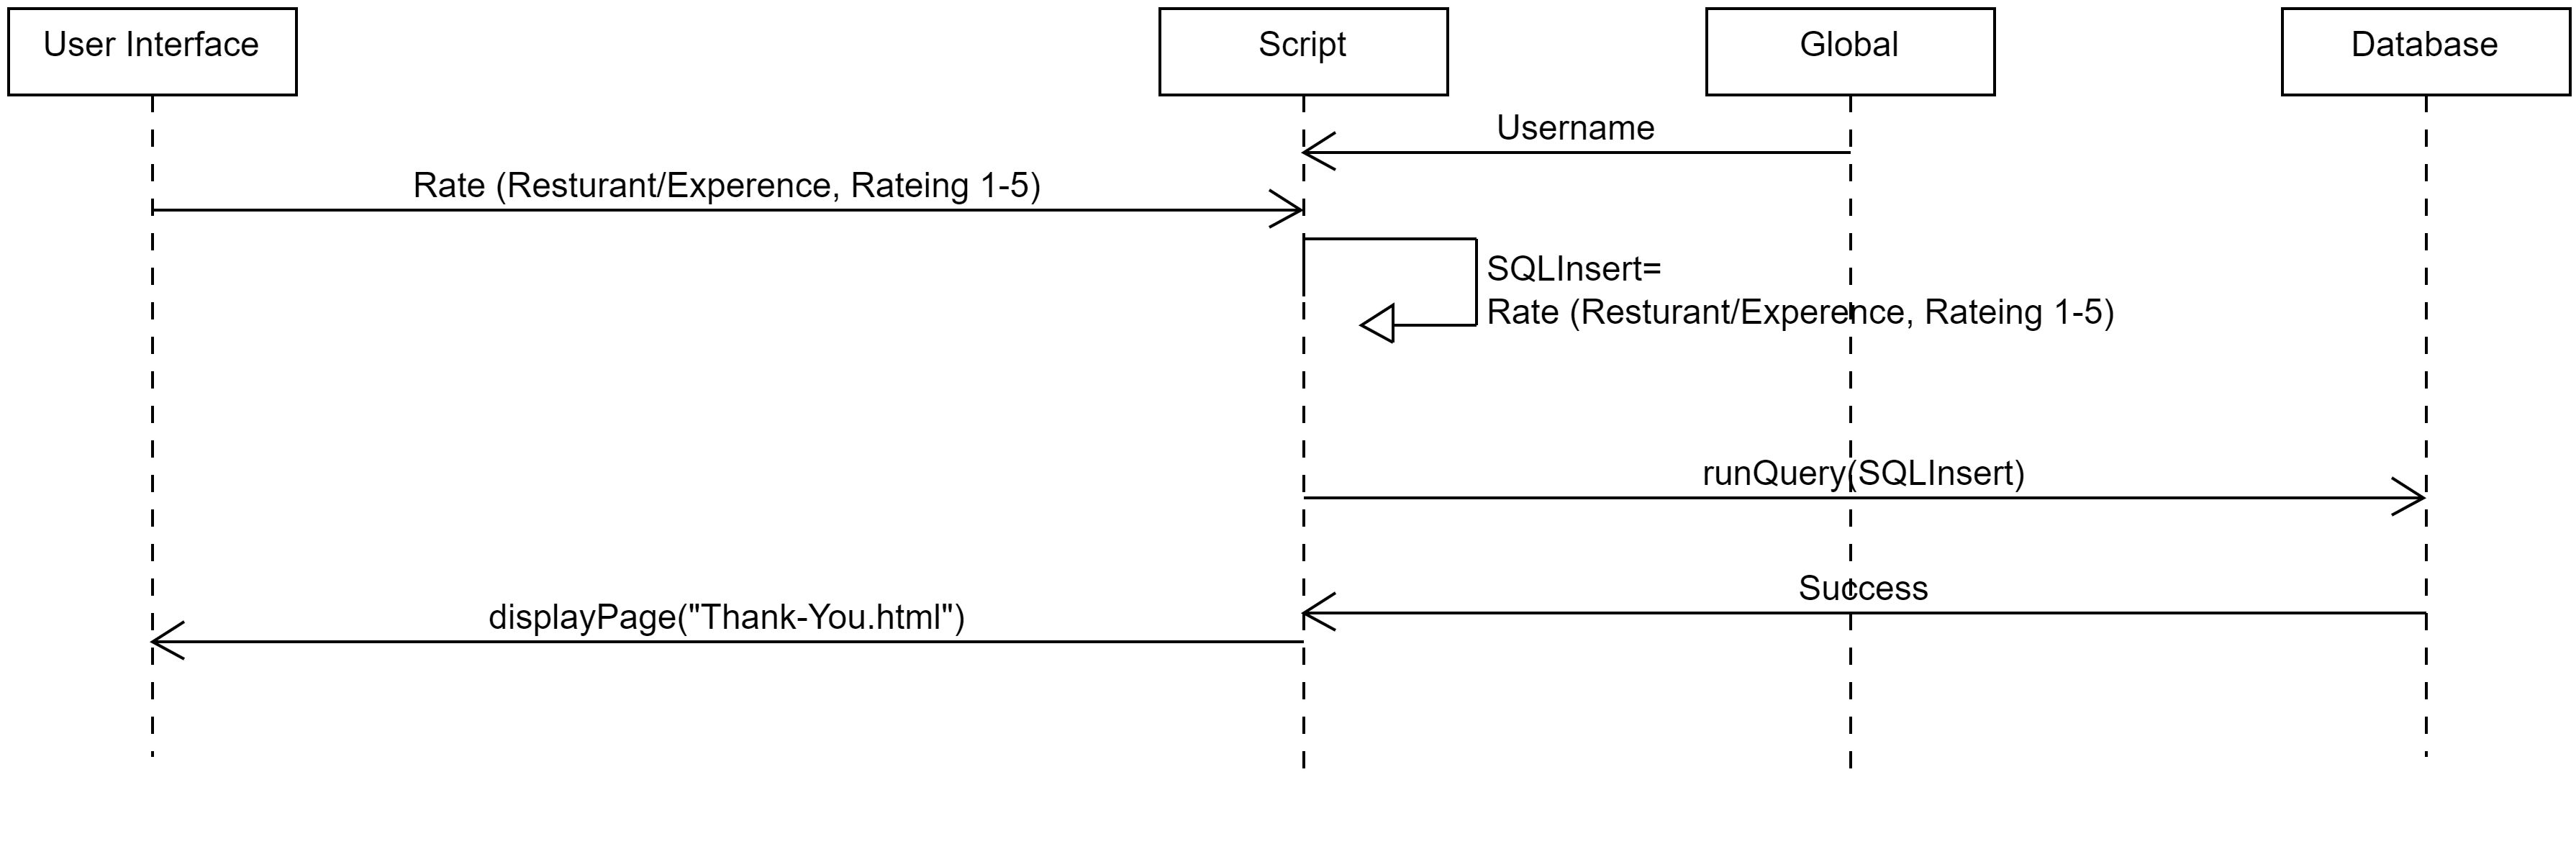 User Interface
Script
Global
Database
Username
Rate (Resturant/Experence, Rateing 1-5)
SQLInsert=
Rate (Resturant/Experence, Rateing 1-5)
runQuery(SQLInsert)
Success
displayPage("Thank-You.html")